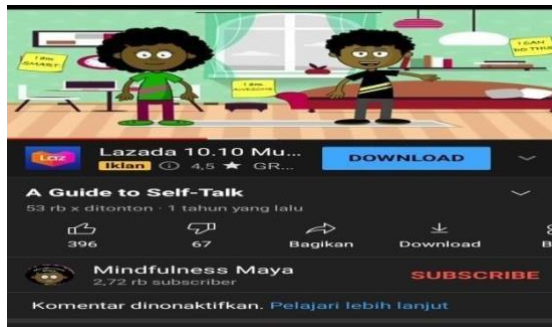 I am
SMART
I am
AWESOME
I CAN
DO THIS
Laz
Lazada 10.10 Mu...
DOWNLOAD
Iklan 4,5 ★ GR...
A Guide to Self-Talk
53 rb x ditonton · 1 tahun yang lalu
396 67 Bagikan Download B
Mindfulness Maya
SUBSCRIBE
2,72 rb subscriber
Komentar dinonaktifkan. Pelajari lebih lanjut